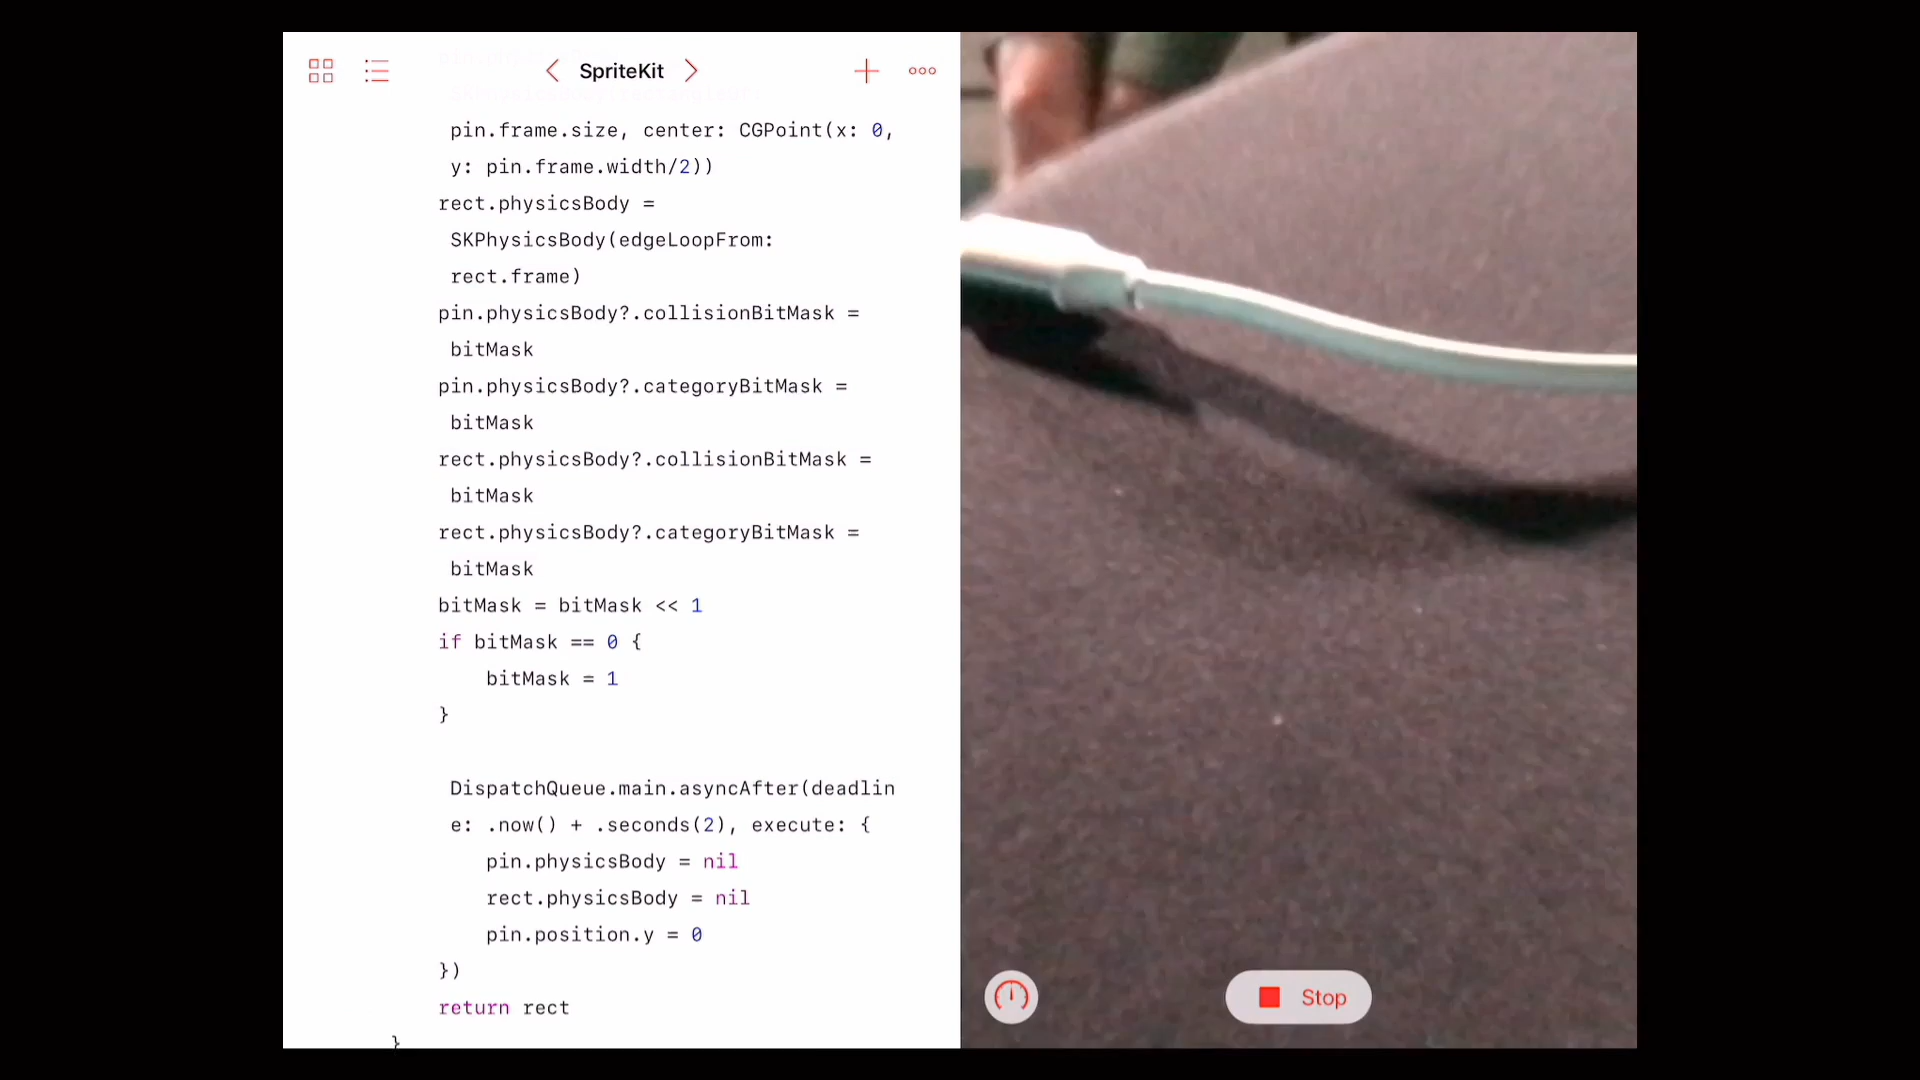 SpriteKit
pin.frame.size, center: CGPoint(x: 0,
y: pin.frame.width/2))
rect.physicsBody =
SKPhysicsBody(edgeLoopFrom:
rect.frame)
pin.physicsBody?.collisionBitMask =
bitMask
pin.physicsBody?.categoryBitMask =
bitMask
rect.physicsBody?.collisionBitMask =
bitMask
rect.physicsBody?.categoryBitMask =
bitMask
bitMask = bitMask << 1
if bitMask == 0 {
bitMask = 1
}
DispatchQueue.main.asyncAfter(deadlin
e: .now() + .seconds(2), execute: {
pin.physicsBody = nil
rect.physicsBody = nil
pin.position.y = 0
})
return rect
}
Stop